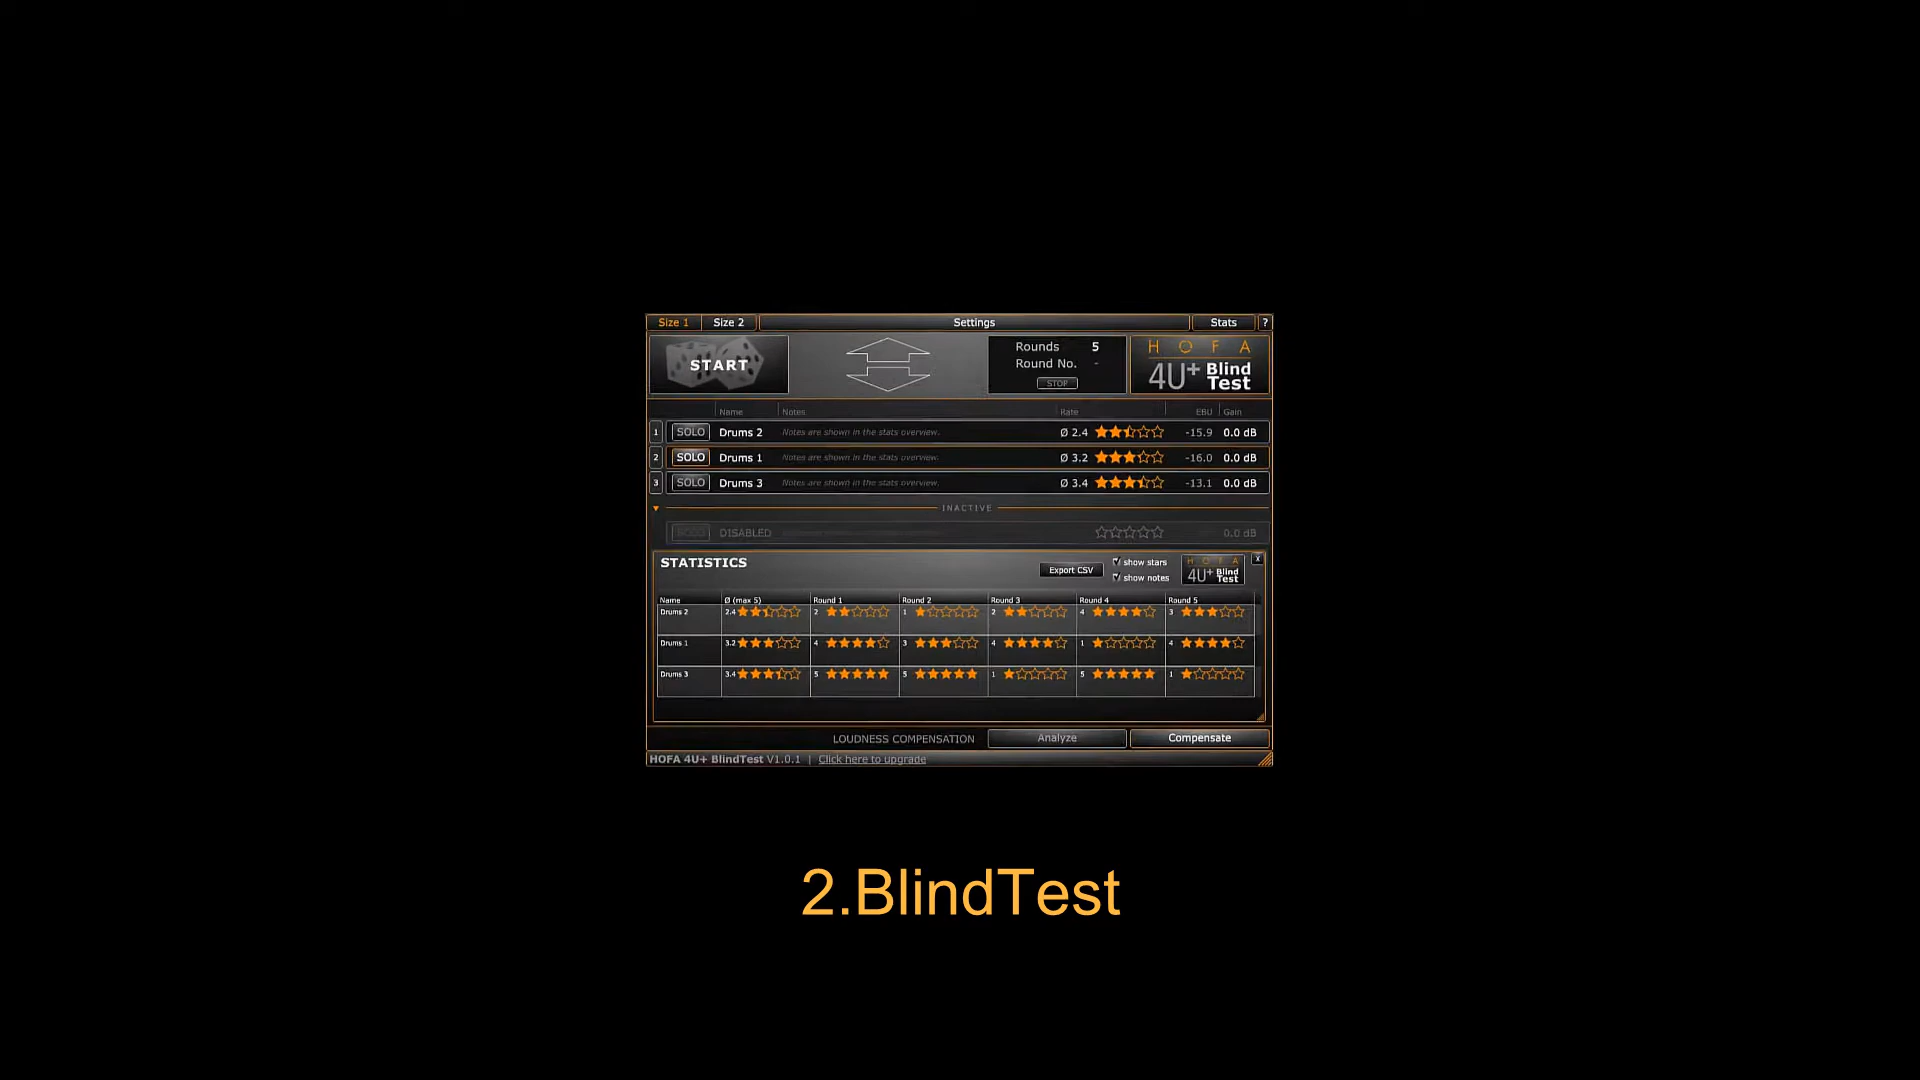 Size 1 Size 2 Settings Stats ?
START
Rounds 5
Round No. -
STOP
H O F A
4U+ Blind Test
Name Notes Rate EBU Gain
1 SOLO Drums 2 Notes are shown in the stats overview. Ø 2.4 -15.9 0.0 dB
2 SOLO Drums 1 Notes are shown in the stats overview. Ø 3.2 -16.0 0.0 dB
3 SOLO Drums 3 Notes are shown in the stats overview. Ø 3.4 -13.1 0.0 dB
INACTIVE
SOLO DISABLED 0.0 dB
STATISTICS
Export CSV
show stars
show notes
H O F A
4U+ Blind Test
x
Name Ø (max 5) Round 1 Round 2 Round 3 Round 4 Round 5
Drums 2 2.4 2 1 2 4 3
Drums 1 3.2 4 3 4 1 4
Drums 3 3.4 5 5 1 5 1
LOUDNESS COMPENSATION Analyze Compensate
HOFA 4U+ BlindTest V1.0.1 | Click here to upgrade
2.BlindTest